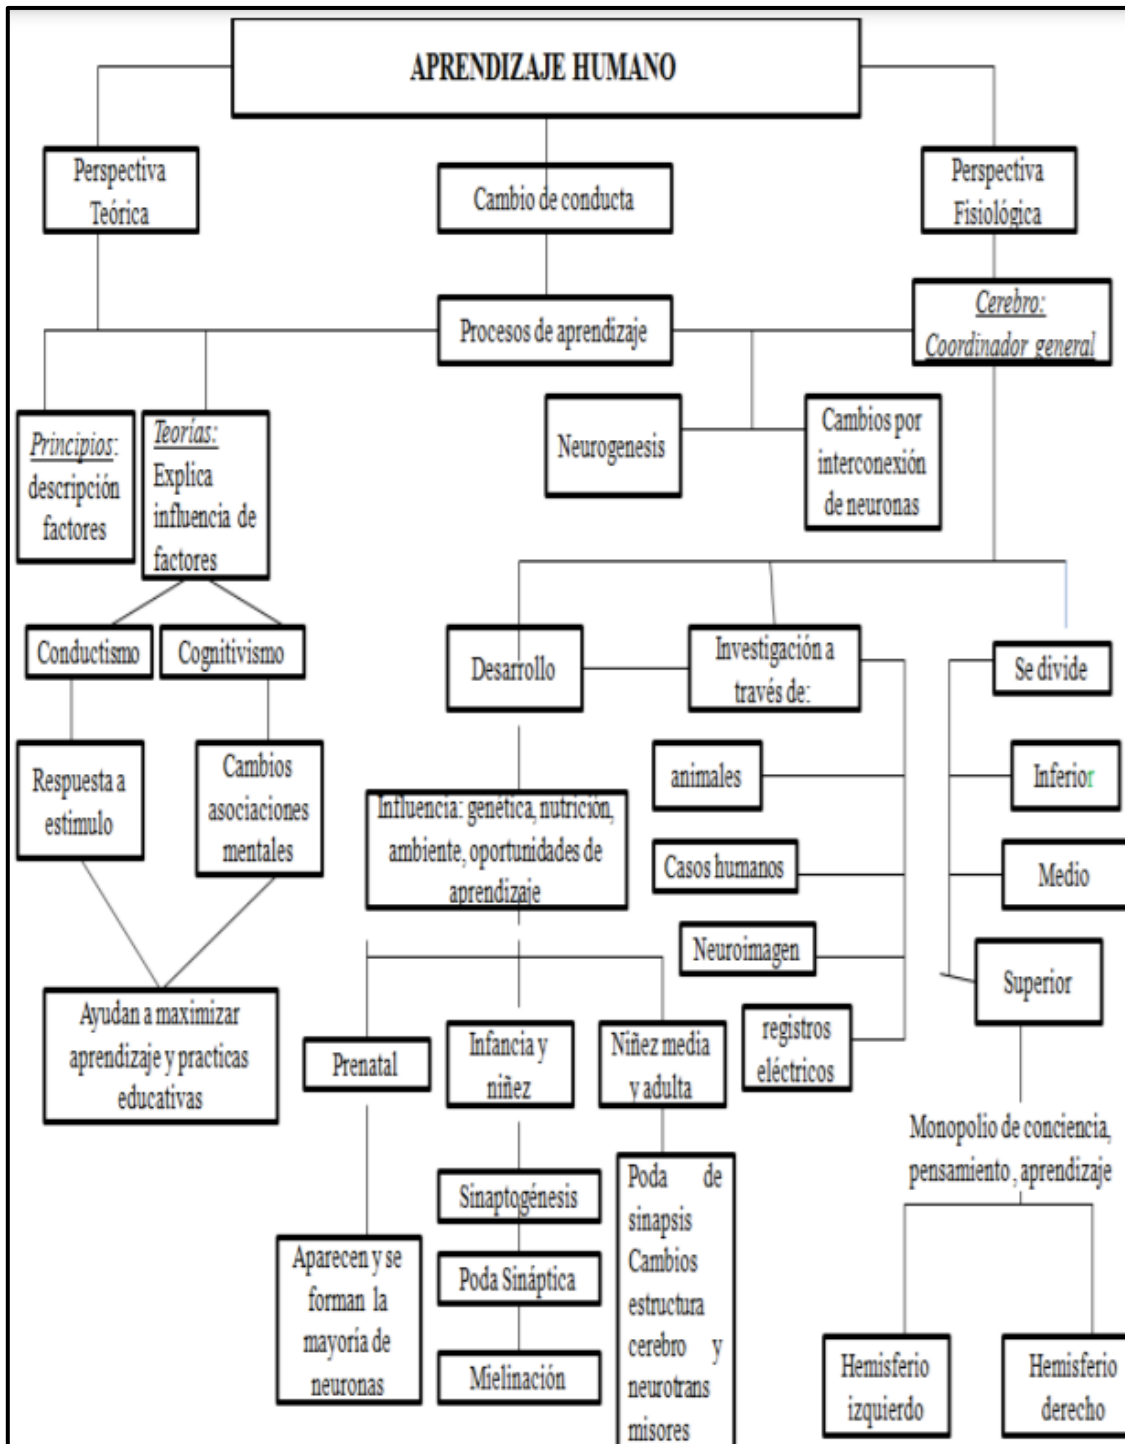 APRENDIZAJE HUMANO
Perspectiva
Teórica
Cambio de conducta
Perspectiva
Fisiológica
Procesos de aprendizaje
Cerebro:
Coordinador general
Principios:
descripción
factores
Teorías:
Explica
influencia de
factores
Neurogenesis
Cambios por
interconexión
de neuronas
Conductismo
Cognitivismo
Desarrollo
Investigación a
través de:
Se divide
Respuesta a
estimulo
Cambios
asociaciones
mentales
animales
Inferior
Influencia: genética, nutrición,
ambiente, oportunidades de
aprendizaje
Casos humanos
Medio
Neuroimagen
Superior
Ayudan a maximizar
aprendizaje y practicas
educativas
Prenatal
Infancia y
niñez
Niñez media
y adulta
registros
eléctricos
Monopolio de conciencia,
pensamiento , aprendizaje
Sinaptogénesis
Poda Sináptica
Mielinación
Poda de
sinapsis
Cambios
estructura
cerebro y
neurotrans
misores
Aparecen y se
forman la
mayoría de
neuronas
Hemisferio
izquierdo
Hemisferio
derecho